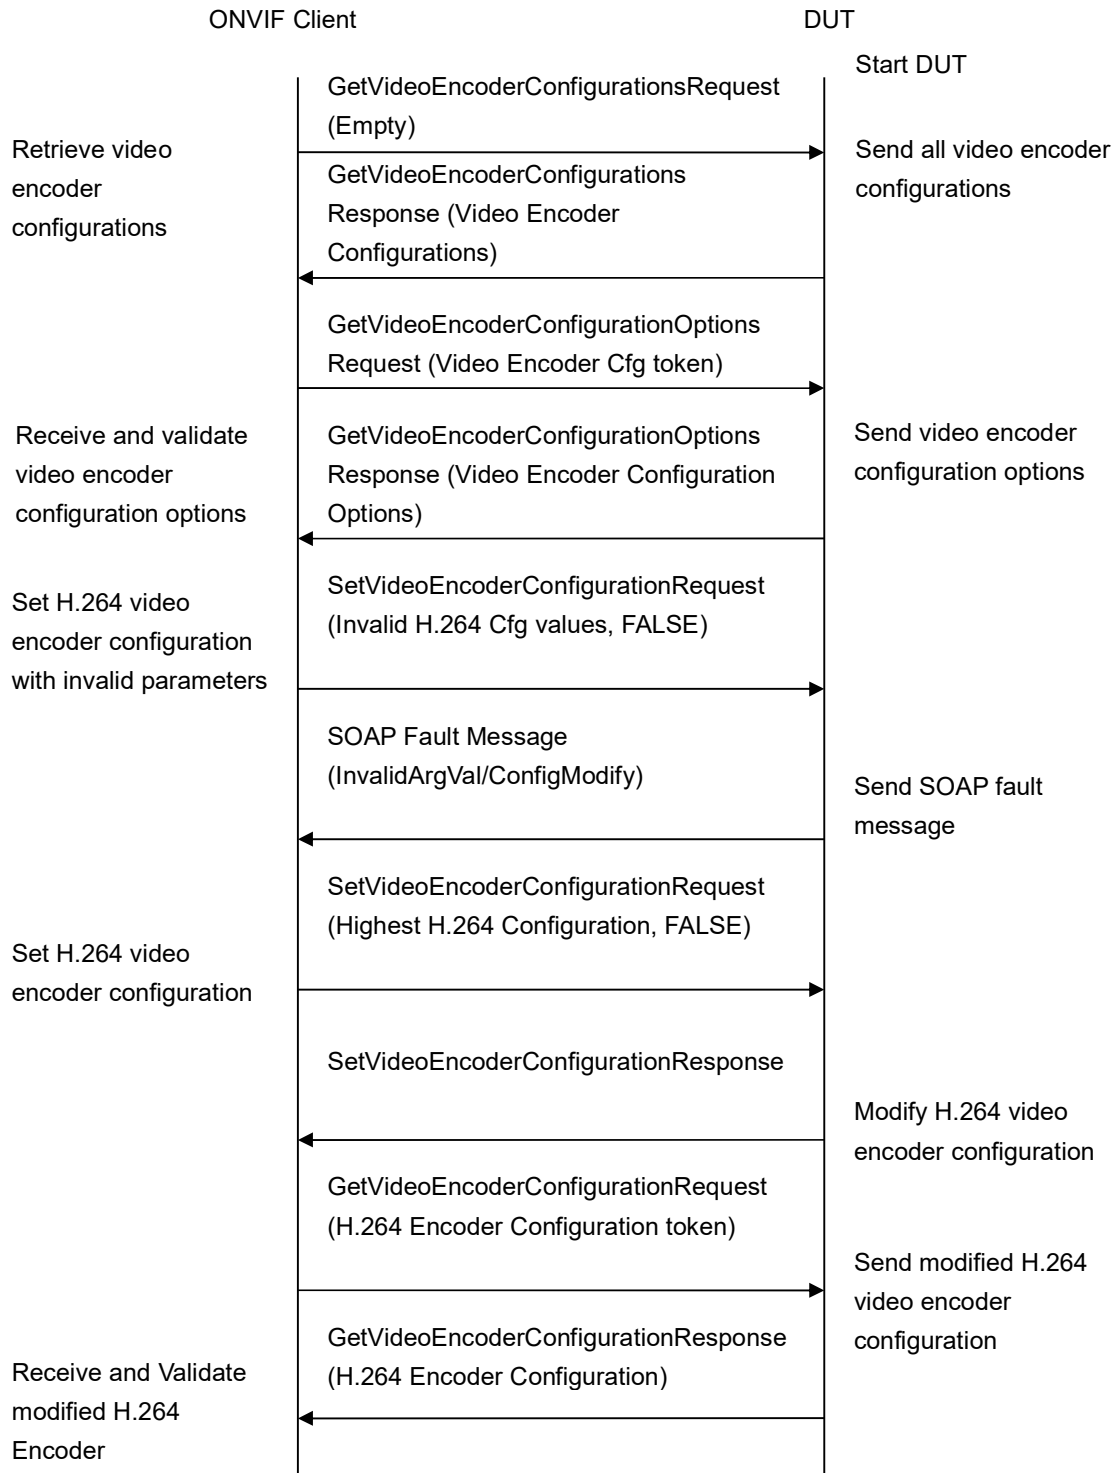 ONVIF Client
DUT
Start DUT
GetVideoEncoderConfigurationsRequest
(Empty)
Retrieve video
encoder
configurations
Send all video encoder
configurations
GetVideoEncoderConfigurations
Response (Video Encoder
Configurations)
GetVideoEncoderConfigurationOptions
Request (Video Encoder Cfg token)
Receive and validate
video encoder
configuration options
GetVideoEncoderConfigurationOptions
Response (Video Encoder Configuration
Options)
Send video encoder
configuration options
Set H.264 video
encoder configuration
with invalid parameters
SetVideoEncoderConfigurationRequest
(Invalid H.264 Cfg values, FALSE)
SOAP Fault Message
(InvalidArgVal/ConfigModify)
Send SOAP fault
message
SetVideoEncoderConfigurationRequest
(Highest H.264 Configuration, FALSE)
Set H.264 video
encoder configuration
SetVideoEncoderConfigurationResponse
Modify H.264 video
encoder configuration
GetVideoEncoderConfigurationRequest
(H.264 Encoder Configuration token)
Send modified H.264
video encoder
configuration
GetVideoEncoderConfigurationResponse
(H.264 Encoder Configuration)
Receive and Validate
modified H.264
Encoder